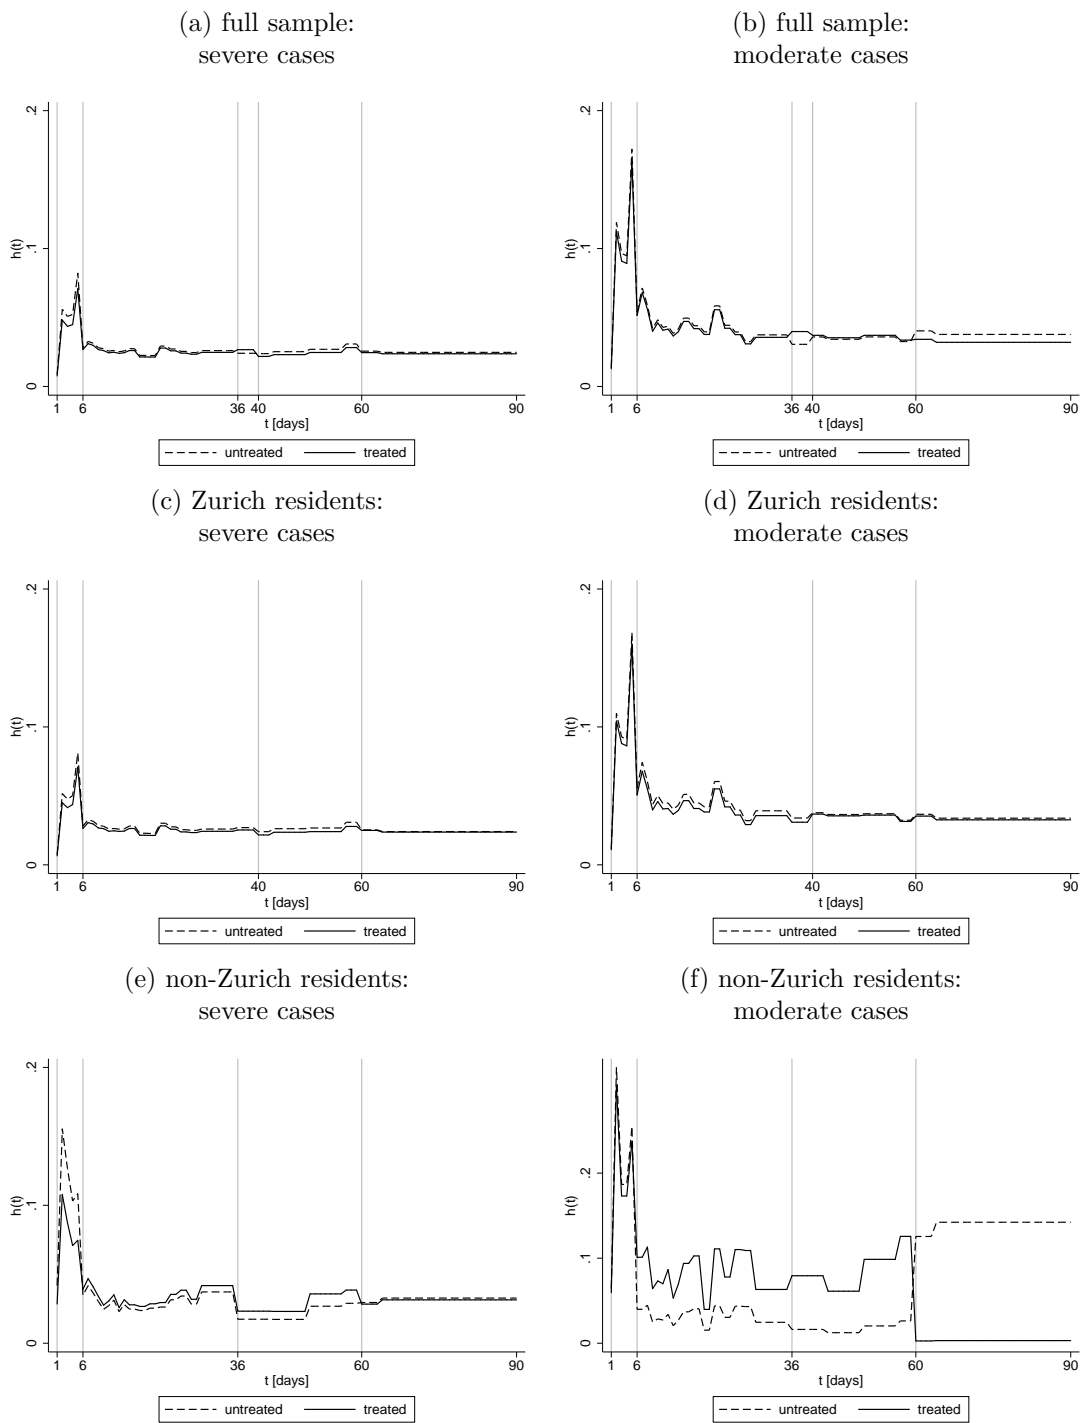 (a) full sample:
severe cases
(b) full sample:
moderate cases
h(t)
0 .1 .2
1 6 36 40 60 90
t [days]
untreated treated
h(t)
0 .1 .2
1 6 36 40 60 90
t [days]
untreated treated
(c) Zurich residents:
severe cases
(d) Zurich residents:
moderate cases
h(t)
0 .1 .2
1 6 40 60 90
t [days]
untreated treated
h(t)
0 .1 .2
1 6 40 60 90
t [days]
untreated treated
(e) non-Zurich residents:
severe cases
(f) non-Zurich residents:
moderate cases
h(t)
0 .1 .2
1 6 36 60 90
t [days]
untreated treated
h(t)
0 .1 .2
1 6 36 60 90
t [days]
untreated treated